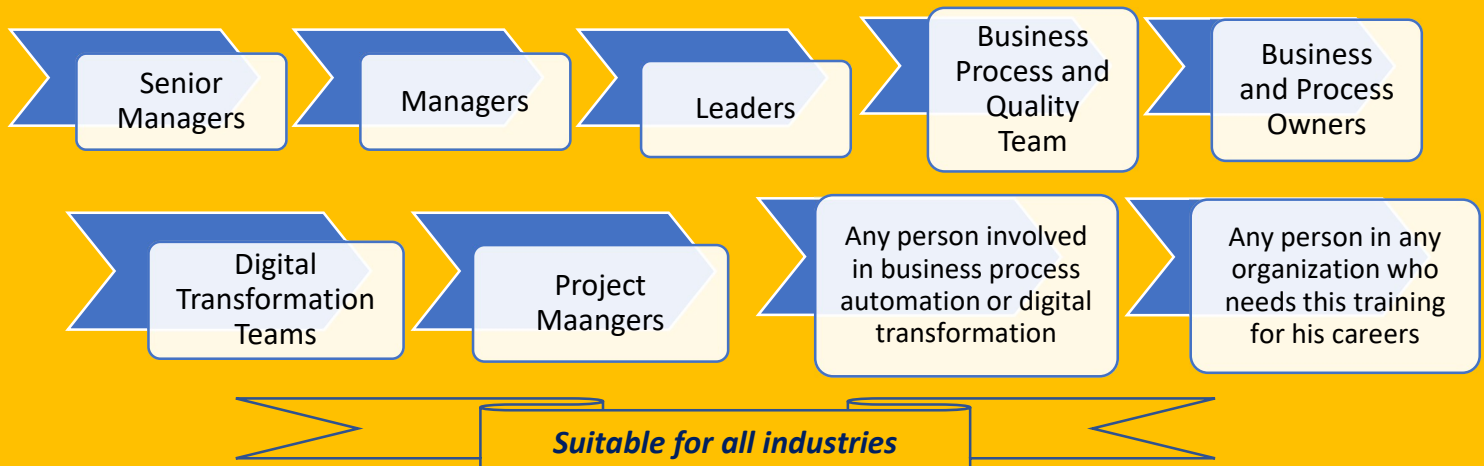 Senior
Managers
Managers
Leaders
Business
Process and
Quality
Team
Business
and Process
Owners
Digital
Transformation
Teams
Project
Maangers
Any person involved
in business process
automation or digital
transformation
Any person in any
organization who
needs this training
for his careers
Suitable for all industries